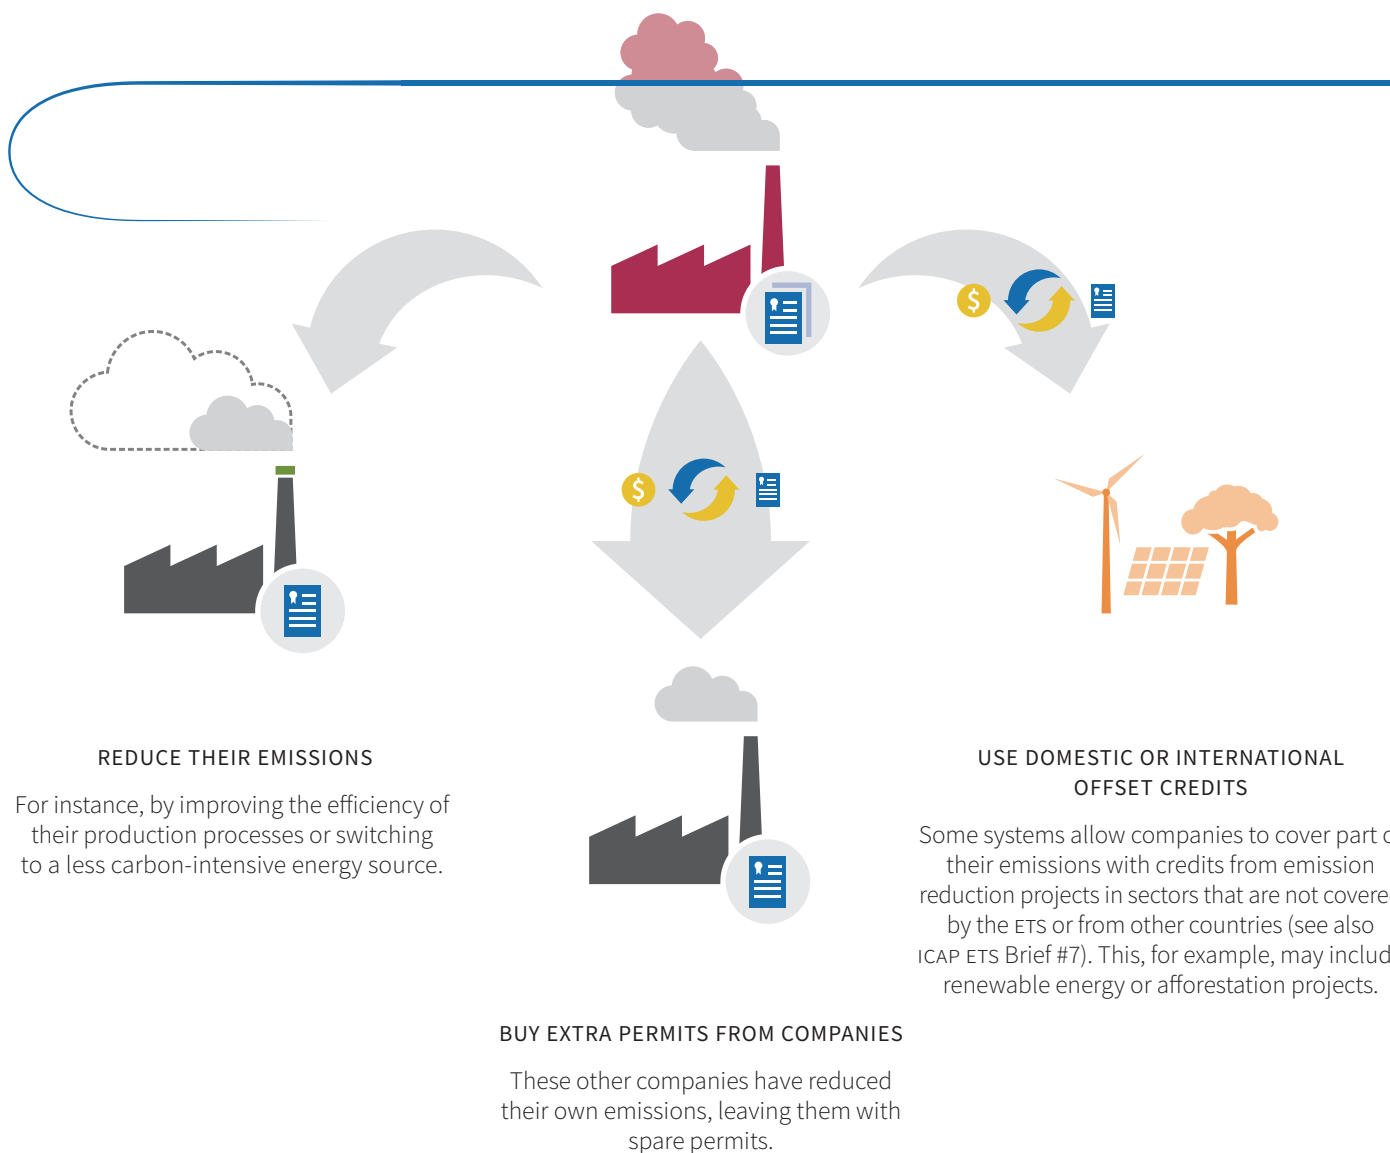 REDUCE THEIR EMISSIONS
For instance, by improving the efficiency of
their production processes or switching
to a less carbon-intensive energy source.
USE DOMESTIC OR INTERNATIONAL
OFFSET CREDITS
Some systems allow companies to cover part
their emissions with credits from emission
reduction projects in sectors that are not
by the ETS or from other countries (see also
ICAP ETS Brief #7). This, for example, may
renewable energy or afforestation projects.
BUY EXTRA PERMITS FROM COMPANIES
These other companies have reduced
their own emissions, leaving them with
spare permits.
$
$